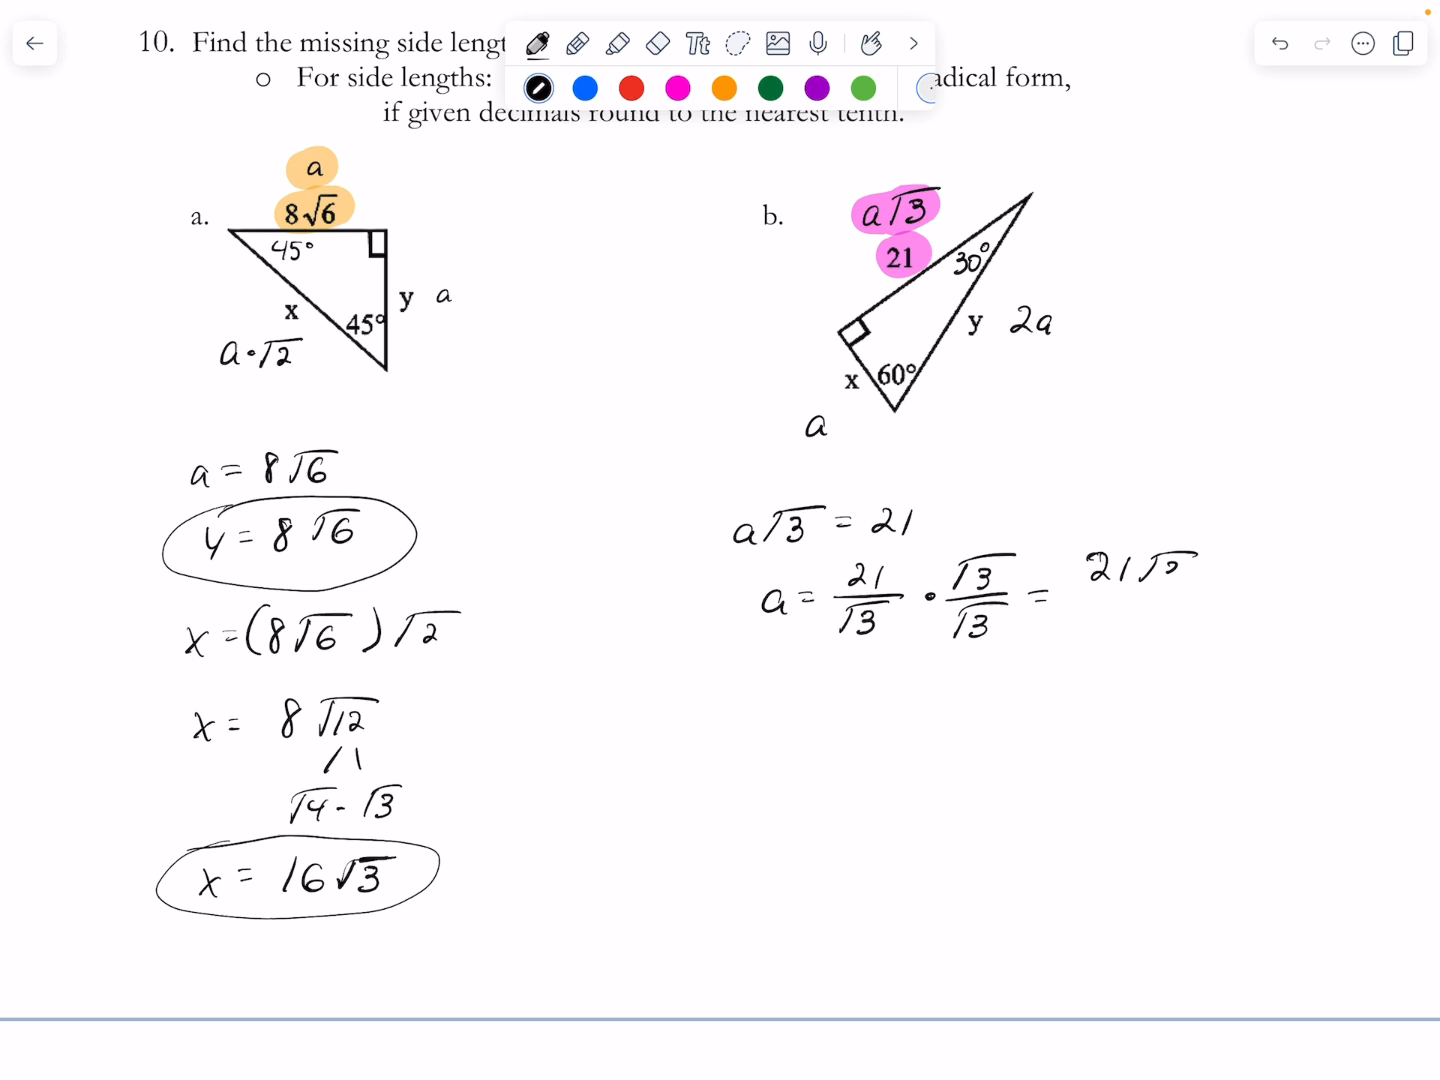 10. Find the missing side
○ For side lengths: adical form,
if given decimals round to the nearest tenth.
Tt
a
8√6
a.
45°
x
y a
45°
a·√2
a = 8√6
y = 8√6
x = (8√6)√2
x = 8√12
√4 - √3
x = 16√3
b.
a√3
21
30°
y 2a
x 60°
a
a√3 = 21
a = 21/√3 • √3/√3 = 21√